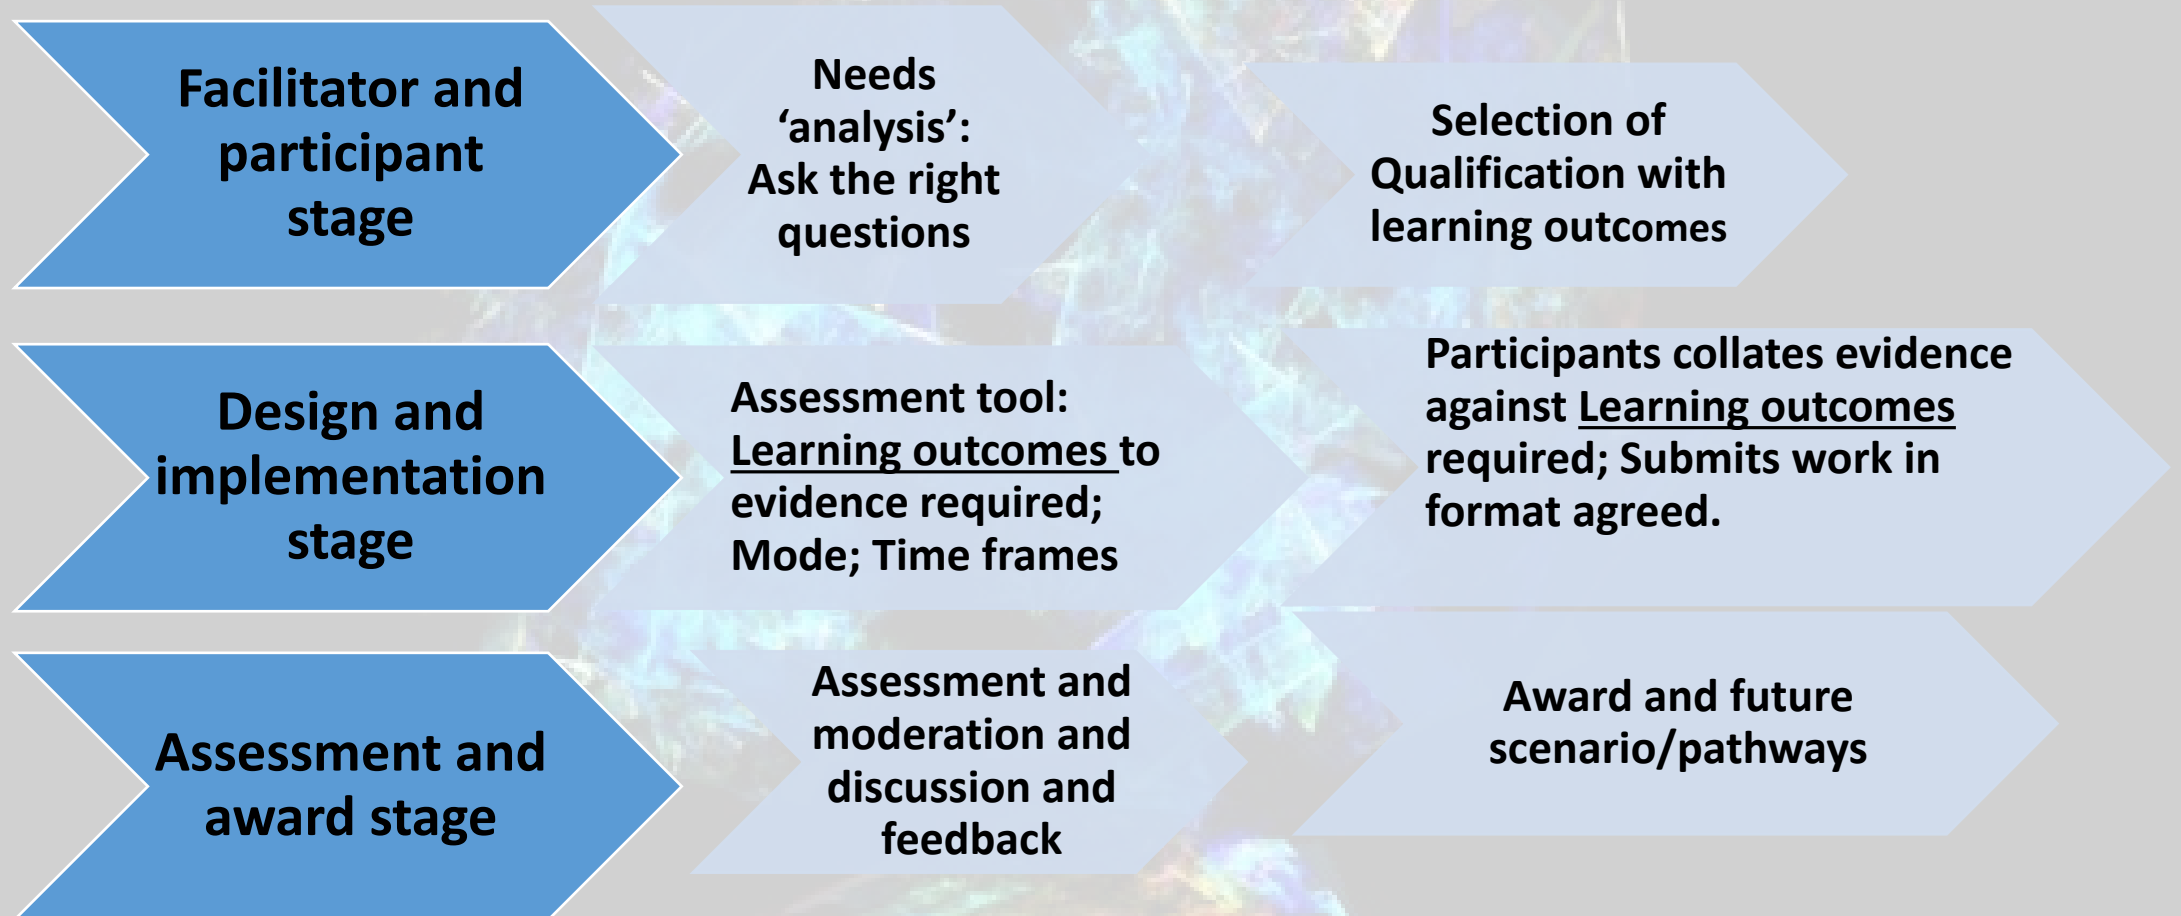 Facilitator and
participant
stage
Needs
‘analysis’:
Ask the right
questions
Selection of
Qualification with
learning outcomes
Design and
implementation
stage
Assessment tool:
Learning outcomes to
evidence required;
Mode; Time frames
Participants collates evidence
against Learning outcomes
required; Submits work in
format agreed.
Assessment and
award stage
Assessment and
moderation and
discussion and
feedback
Award and future
scenario/pathways